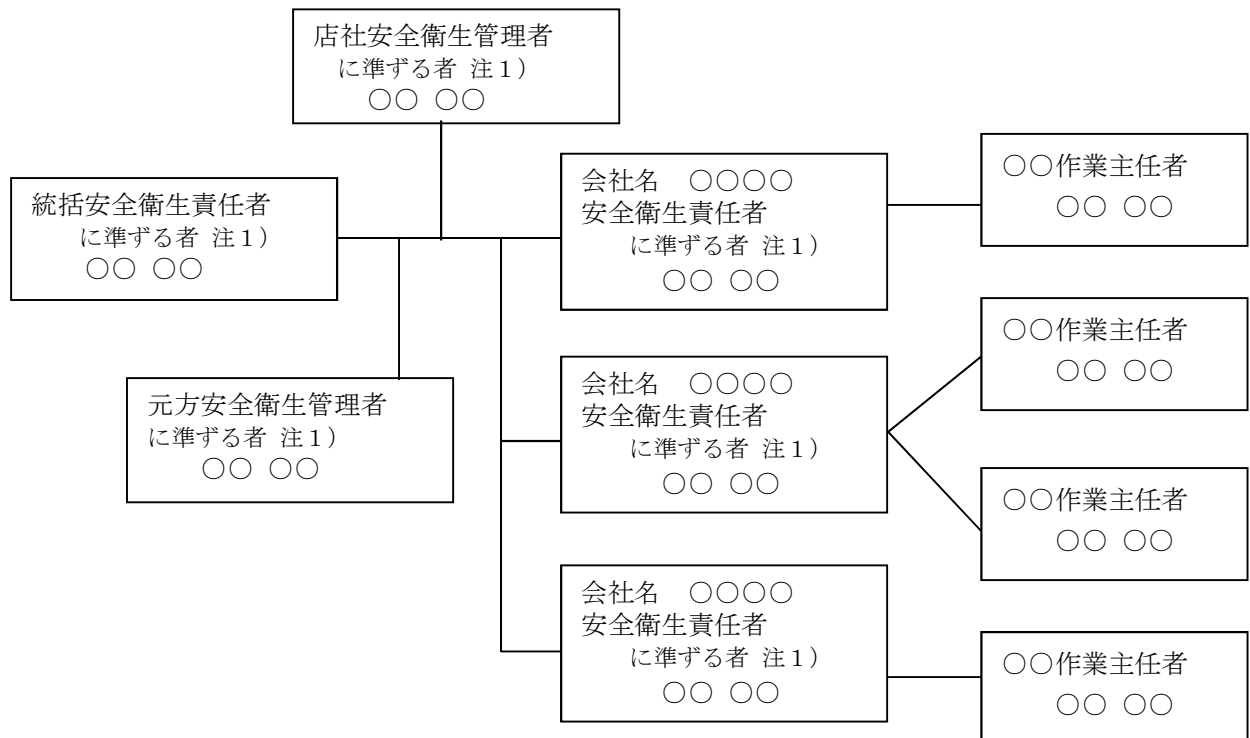 店社安全衛生管理者
に準ずる者 注１）
○○ ○○
統括安全衛生責任者
に準ずる者 注１）
○○ ○○
元方安全衛生管理者
に準ずる者 注１）
○○ ○○
会社名　○○○○
安全衛生責任者
に準ずる者 注１）
○○ ○○
会社名　○○○○
安全衛生責任者
に準ずる者 注１）
○○ ○○
会社名　○○○○
安全衛生責任者
に準ずる者 注１）
○○ ○○
○○作業主任者
○○ ○○
○○作業主任者
○○ ○○
○○作業主任者
○○ ○○
○○作業主任者
○○ ○○